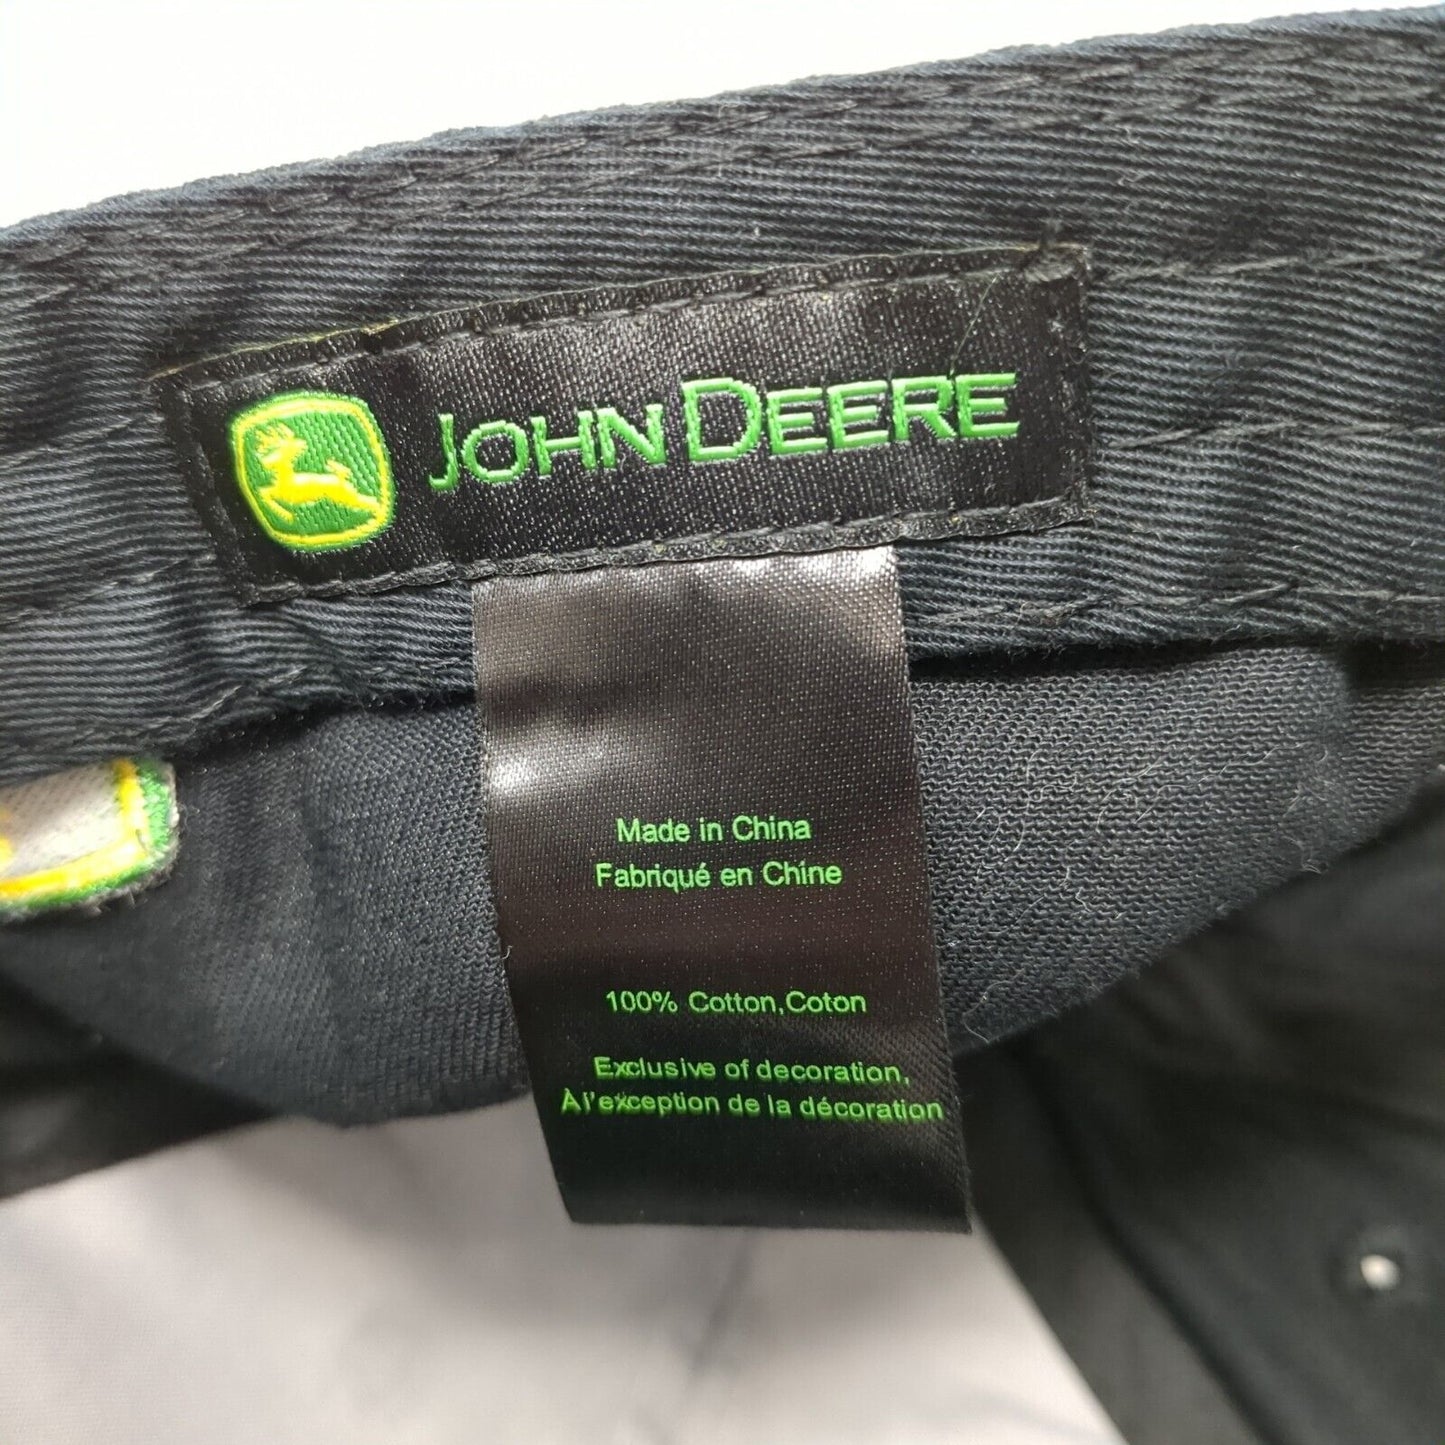 JOHN DEERE
Made in China
Fabriqué en Chine
100% Cotton,Coton
Exclusive of decoration,
À l'exception de la décoration